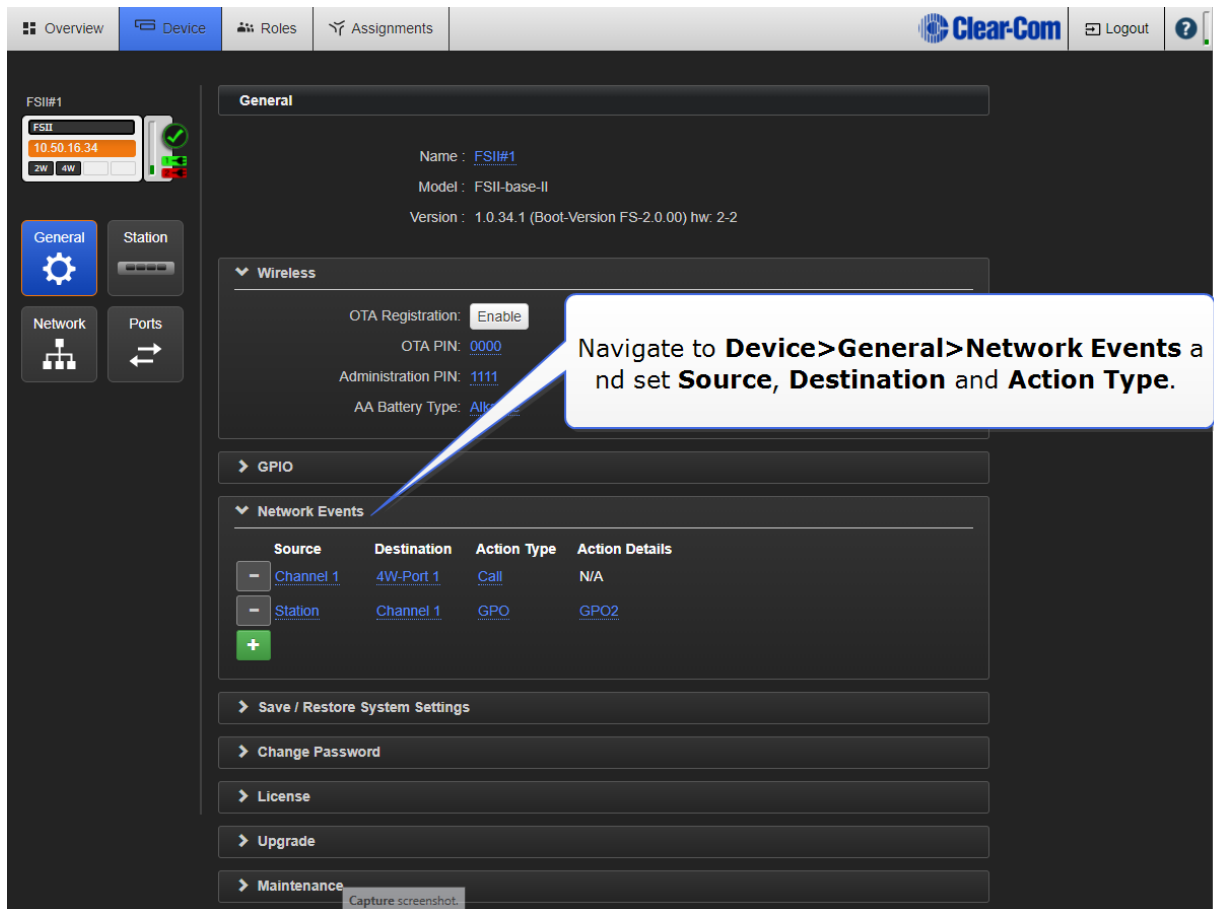 Overview Device Roles Assignments Clear-Com Logout ?
FSII#1
FSII
10.50.16.34
2W 4W
General Station
Network Ports
General
Name : FSII#1
Model : FSII-base-II
Version : 1.0.34.1 (Boot-Version FS-2.0.00) hw: 2-2
Wireless
OTA Registration: Enable
OTA PIN: 0000
Administration PIN: 1111
AA Battery Type:
Navigate to Device>General>Network Events a
nd set Source, Destination and Action Type.
GPIO
Network Events
Source Destination Action Type Action Details
− Channel 1 4W-Port 1 Call N/A
− Station Channel 1 GPO GPO2
+
Save / Restore System Settings
Change Password
License
Upgrade
Maintenance
Capture screenshot.